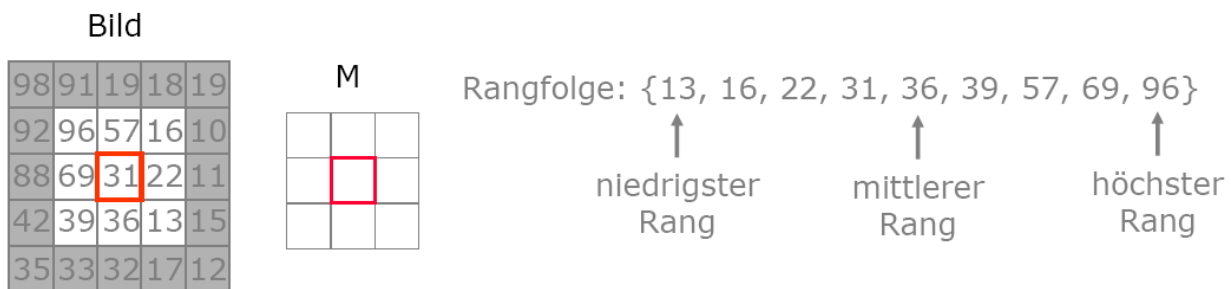 Bild
98 91 19 18 19
92 96 57 16 10
88 69 31 22 11
42 39 36 13 15
35 33 32 17 12
M
Rangfolge: {13, 16, 22, 31, 36, 39, 57, 69, 96}
niedrigster
Rang
mittlerer
Rang
höchster
Rang